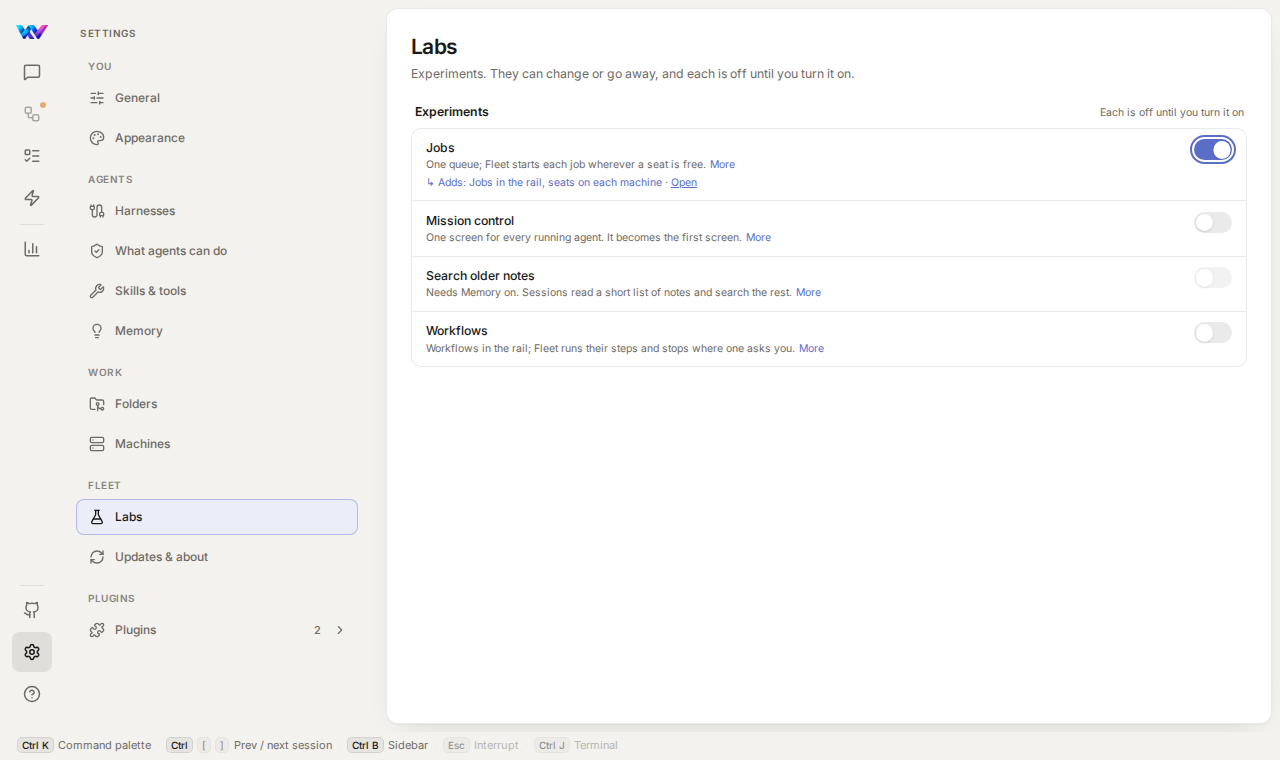 SETTINGS
YOU
General
Appearance
AGENTS
Harnesses
What agents can do
Skills & tools
Memory
WORK
Folders
Machines
FLEET
Labs
Updates & about
PLUGINS
Plugins 2
Labs
Experiments. They can change or go away, and each is off until you turn it on.
Experiments Each is off until you turn it on
Jobs
One queue; Fleet starts each job wherever a seat is free. More
↳ Adds: Jobs in the rail, seats on each machine · Open
Mission control
One screen for every running agent. It becomes the first screen. More
Search older notes
Needs Memory on. Sessions read a short list of notes and search the rest. More
Workflows
Workflows in the rail; Fleet runs their steps and stops where one asks you. More
Ctrl K Command palette Ctrl [ ] Prev / next session Ctrl B Sidebar Esc Interrupt Ctrl J Terminal